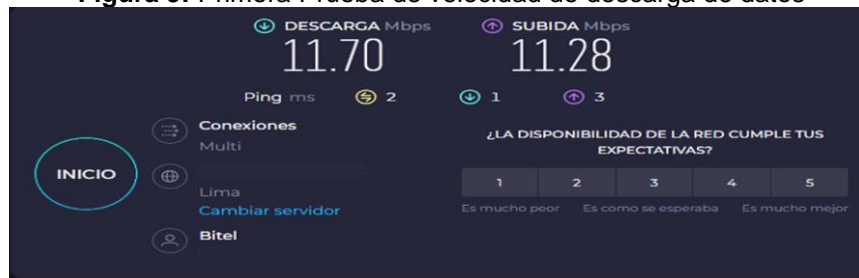 Figura 5: Primera Prueba de velocidad de descarga de datos
DESCARGA Mbps
11.70
SUBIDA Mbps
11.28
Ping ms 2 1 3
Conexiones
Multi
INICIO
Lima
Cambiar servidor
Bitel
¿LA DISPONIBILIDAD DE LA RED CUMPLE TUS
EXPECTATIVAS?
1 2 3 4 5
Es mucho peor Es como se esperaba Es mucho mejor